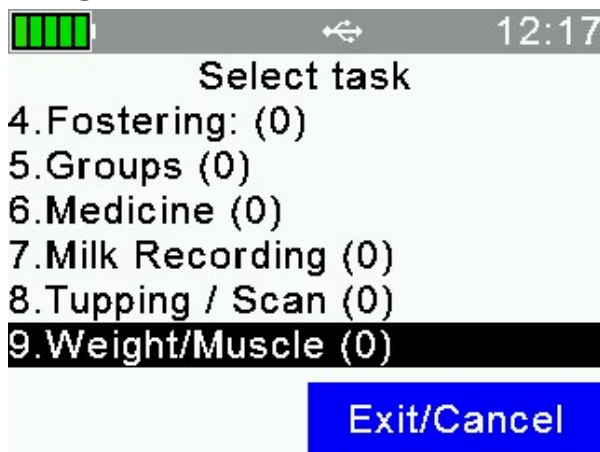 12:17
Select task
4.Fostering: (0)
5.Groups (0)
6.Medicine (0)
7.Milk Recording (0)
8.Tupping / Scan (0)
9.Weight/Muscle (0)
Exit/Cancel